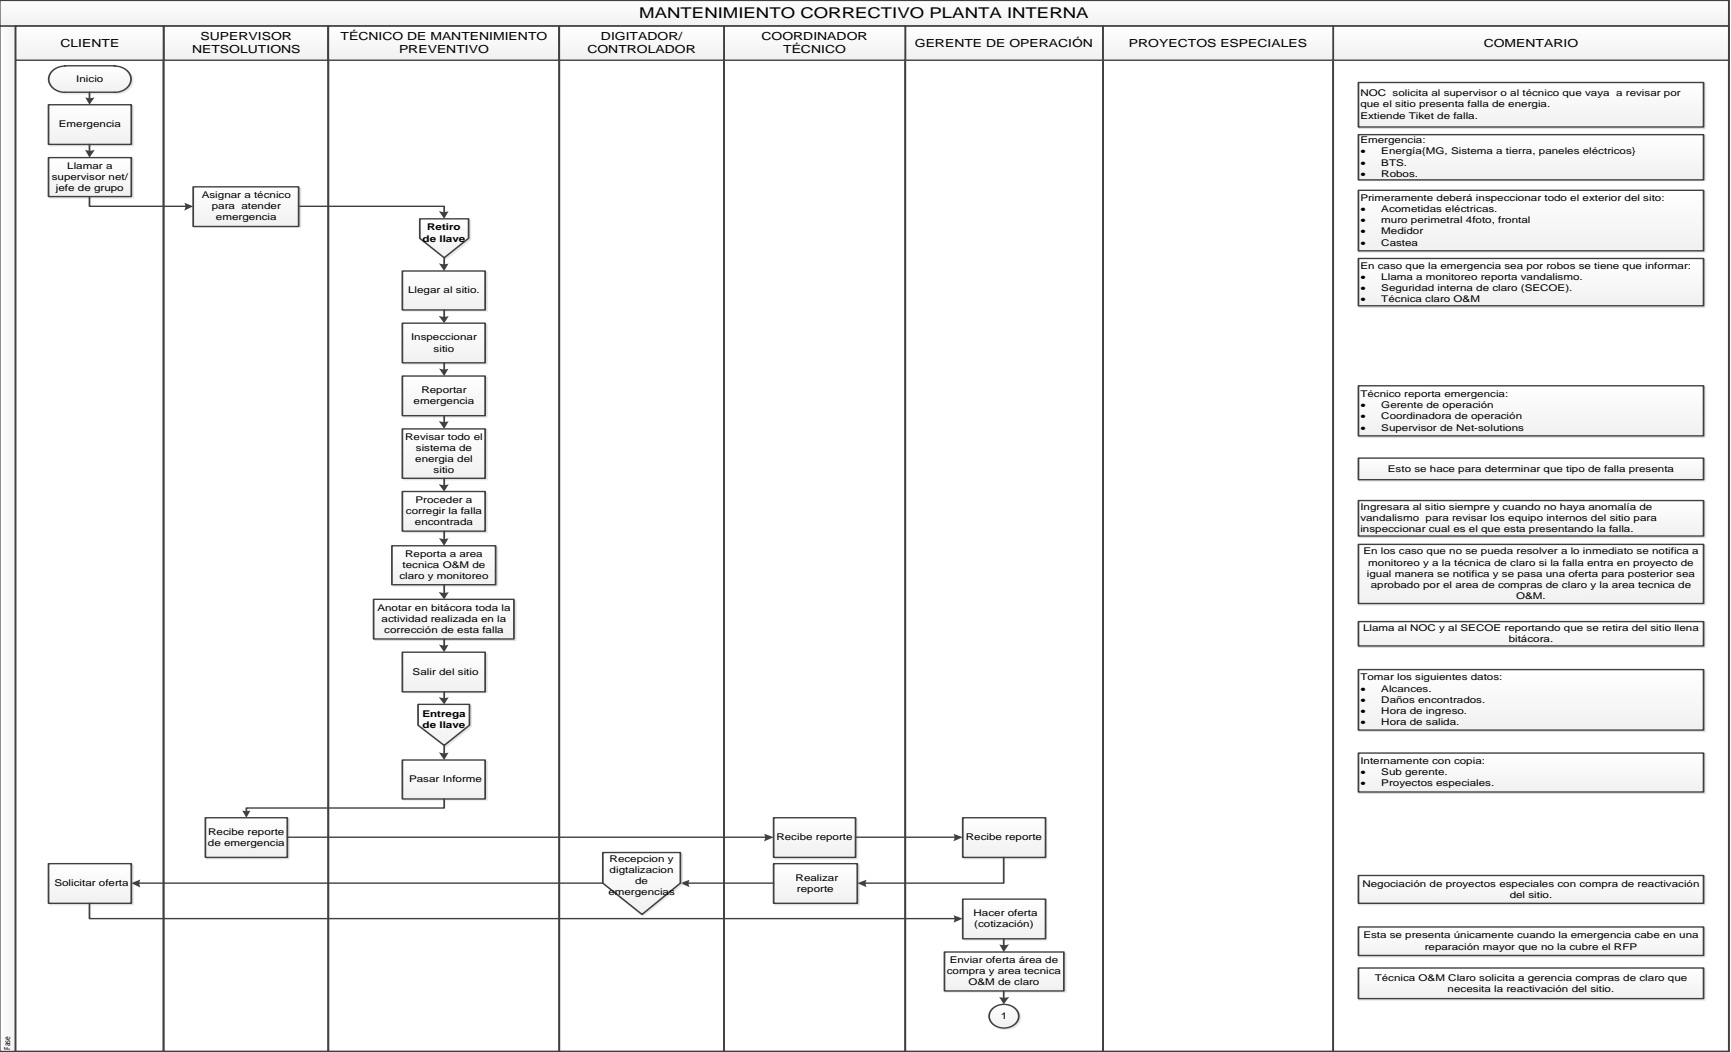 MANTENIMIENTO CORRECTIVO PLANTA INTERNA
CLIENTE
SUPERVISOR
NETSOLUTIONS
TÉCNICO DE MANTENIMIENTO
PREVENTIVO
DIGITADOR/
CONTROLADOR
COORDINADOR
TÉCNICO
GERENTE DE OPERACIÓN
PROYECTOS ESPECIALES
COMENTARIO
Inicio
Emergencia
Llamar a
supervisor net/
jefe de grupo
Asignar a técnico
para atender
emergencia
Retiro
de llave
Llegar al sitio.
Inspeccionar
sitio
Reportar
emergencia
Revisar todo el
sistema de
energia del
sitio
Proceder a
corregir la falla
encontrada
Reporta a area
tecnica O&M de
claro y monitoreo
Anotar en bitácora toda la
actividad realizada en la
corrección de esta falla
Salir del sitio
Entrega
de llave
Pasar Informe
Recibe reporte
de emergencia
Recibe reporte
Recibe reporte
Solicitar oferta
Recepcion y
digtalizacion
de
emergencias
Realizar
reporte
Hacer oferta
(cotización)
Enviar oferta área de
compra y area tecnica
O&M de claro
1
NOC solicita al supervisor o al técnico que vaya a revisar por
que el sitio presenta falla de energia.
Extiende Tiket de falla.
Emergencia:
• Energía{MG, Sistema a tierra, paneles eléctricos}
• BTS.
• Robos.
Primeramente deberá inspeccionar todo el exterior del sito:
• Acometidas eléctricas.
• muro perimetral 4foto, frontal
• Medidor
• Castea
En caso que la emergencia sea por robos se tiene que informar:
• Llama a monitoreo reporta vandalismo.
• Seguridad interna de claro (SECOE).
• Técnica claro O&M
Técnico reporta emergencia:
• Gerente de operación
• Coordinadora de operación
• Supervisor de Net-solutions
Esto se hace para determinar que tipo de falla presenta
Ingresara al sitio siempre y cuando no haya anomalía de
vandalismo para revisar los equipo internos del sitio para
inspeccionar cual es el que esta presentando la falla.
En los caso que no se pueda resolver a lo inmediato se notifica a
monitoreo y a la técnica de claro si la falla entra en proyecto de
igual manera se notifica y se pasa una oferta para posterior sea
aprobado por el area de compras de claro y la area tecnica de
O&M.
Llama al NOC y al SECOE reportando que se retira del sitio llena
bitácora.
Tomar los siguientes datos:
• Alcances.
• Daños encontrados.
• Hora de ingreso.
• Hora de salida.
Internamente con copia:
• Sub gerente.
• Proyectos especiales.
Negociación de proyectos especiales con compra de reactivación
del sitio.
Esta se presenta únicamente cuando la emergencia cabe en una
reparación mayor que no la cubre el RFP
Técnica O&M Claro solicita a gerencia compras de claro que
necesita la reactivación del sitio.
Fase